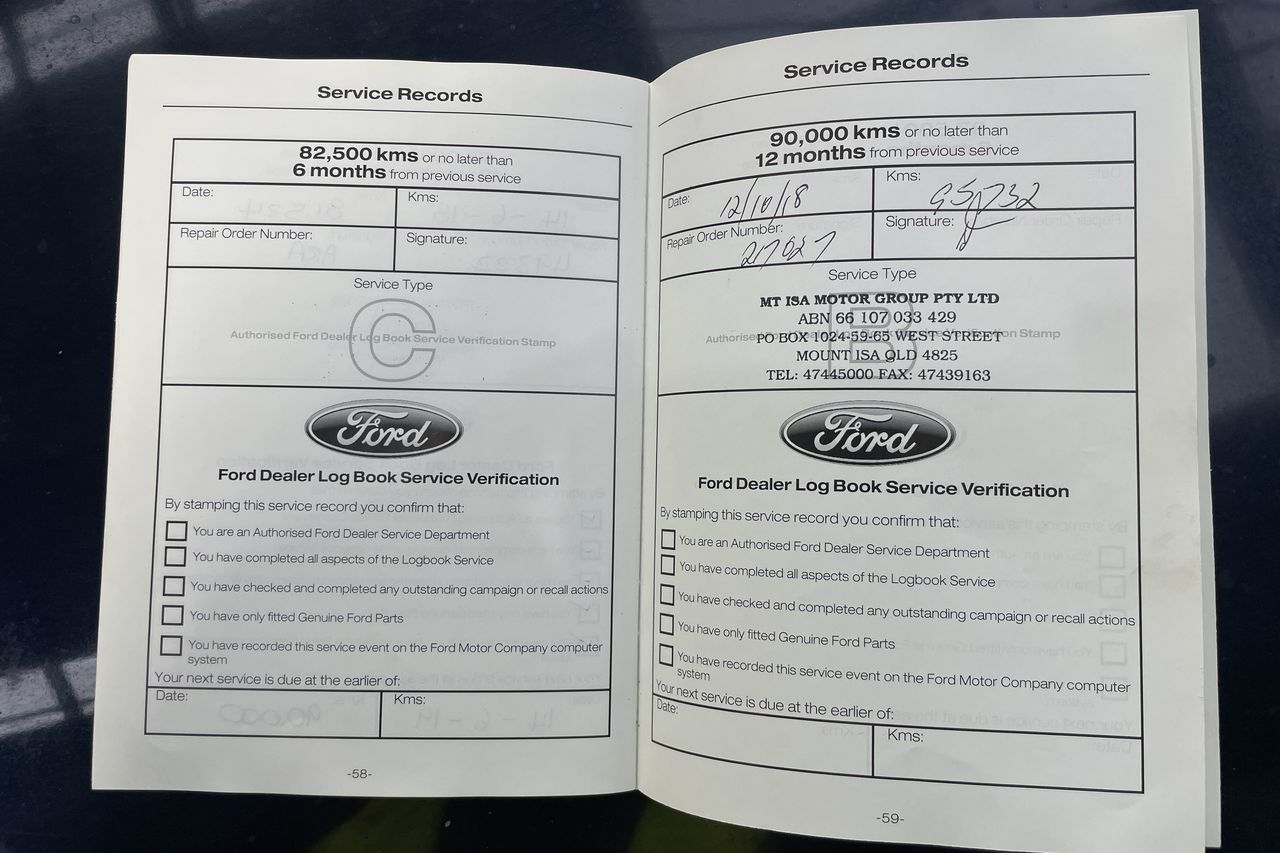 Service Records
82,500 kms or no later than
6 months from previous service
Date:
Kms:
Repair Order Number:
Signature:
Service Type
C
Authorised Ford Dealer Log Book Service Verification Stamp
Ford
Ford Dealer Log Book Service Verification
By stamping this service record you confirm that:
You are an Authorised Ford Dealer Service Department
You have completed all aspects of the Logbook Service
You have checked and completed any outstanding campaign or recall actions
You have only fitted Genuine Ford Parts
You have recorded this service event on the Ford Motor Company computer
system
Your next service is due at the earlier of:
Date:
Kms:
-58-
Service Records
90,000 kms or no later than
12 months from previous service
Date: 12/10/18
Kms:
Repair Order Number: 217027
Signature:
Service Type
B
MT ISA MOTOR GROUP PTY LTD
ABN 66 107 033 429
PO BOX 1024-59-65 WEST STREET
MOUNT ISA QLD 4825
TEL: 47445000 FAX: 47439163
Ford
Ford Dealer Log Book Service Verification
By stamping this service record you confirm that:
You are an Authorised Ford Dealer Service Department
You have completed all aspects of the Logbook Service
You have checked and completed any outstanding campaign or recall actions
You have only fitted Genuine Ford Parts
You have recorded this service event on the Ford Motor Company computer
system
Your next service is due at the earlier of:
Date:
Kms:
-59-